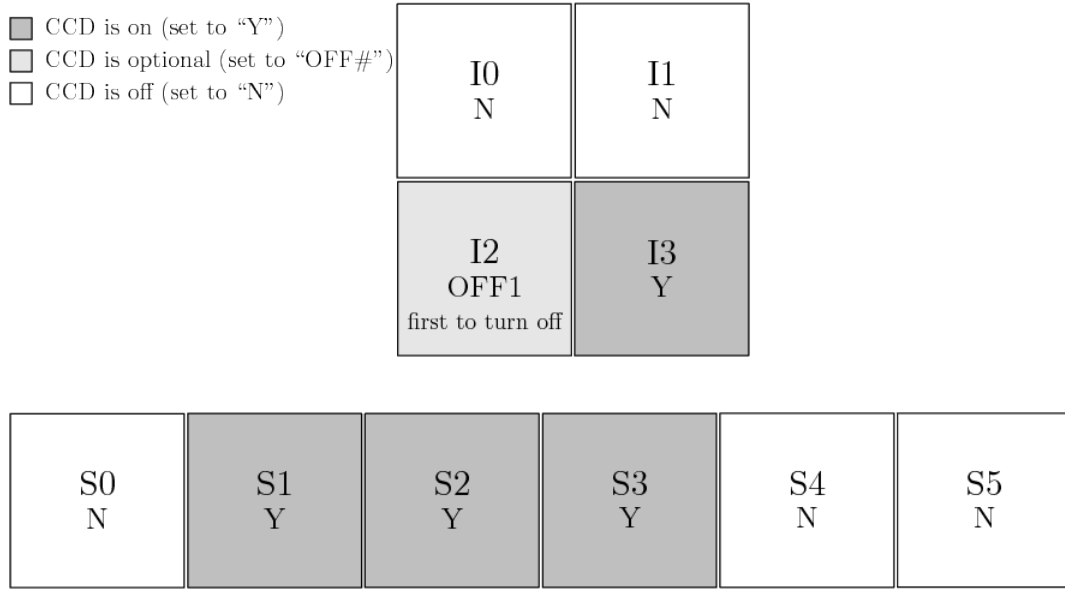 CCD is on (set to “Y”)
CCD is optional (set to “OFF#”)
CCD is off (set to “N”)
I0
N
I1
N
I2
OFF1
first to turn off
I3
Y
S0
N
S1
Y
S2
Y
S3
Y
S4
N
S5
N